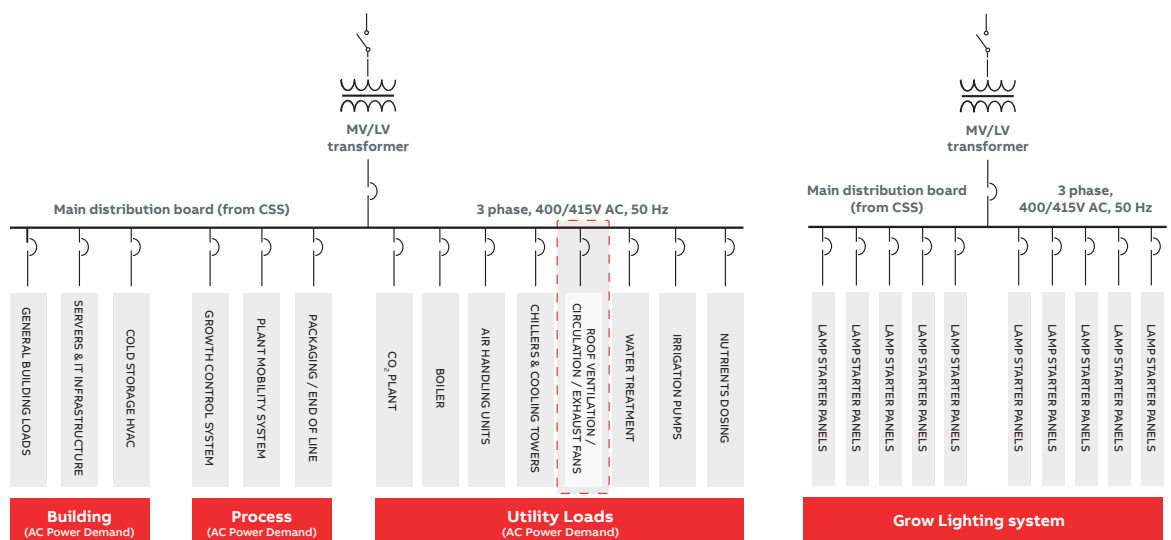 MV/LV
transformer
Main distribution board (from CSS)
3 phase, 400/415V AC, 50 Hz
GENERAL BUILDING LOADS
SERVERS & IT INFRASTRUCTURE
COLD STORAGE HVAC
GROWTH CONTROL SYSTEM
PLANT MOBILITY SYSTEM
PACKAGING / END OF LINE
CO₂ PLANT
BOILER
AIR HANDLING UNITS
CHILLERS & COOLING TOWERS
ROOF VENTILATION /
CIRCULATION / EXHAUST FANS
WATER TREATMENT
IRRIGATION PUMPS
NUTRIENTS DOSING
Building
(AC Power Demand)
Process
(AC Power Demand)
Utility Loads
(AC Power Demand)
MV/LV
transformer
Main distribution board
(from CSS)
3 phase,
400/415V AC, 50 Hz
LAMP STARTER PANELS
LAMP STARTER PANELS
LAMP STARTER PANELS
LAMP STARTER PANELS
LAMP STARTER PANELS
LAMP STARTER PANELS
LAMP STARTER PANELS
LAMP STARTER PANELS
LAMP STARTER PANELS
LAMP STARTER PANELS
Grow Lighting system